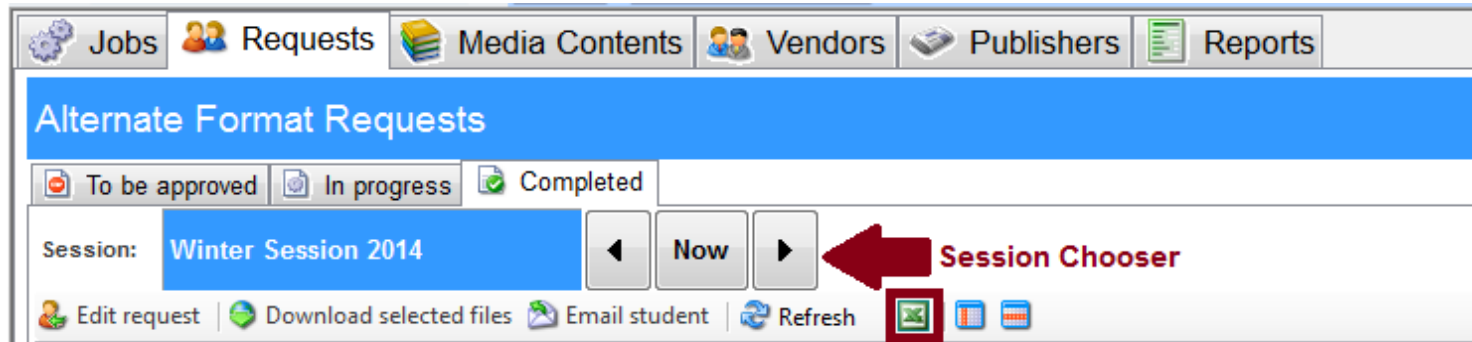 Jobs Requests Media Contents Vendors Publishers Reports
Alternate Format Requests
To be approved In progress Completed
Session: Winter Session 2014 Now Session Chooser
Edit request Download selected files Email student Refresh